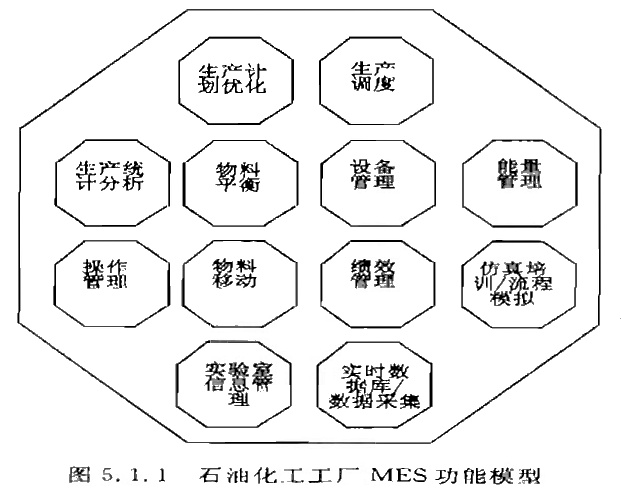 生产计
划优化
生产
调度
生产统
计分析
物料
平衡
设备
管理
能量
管理
操作
管理
物料
移动
绩效
管理
仿真培
训/流程
模拟
实验室
信息管
理
实时数
据库/
数据采集
图 5.1.1 石油化工工厂 MES 功能模型